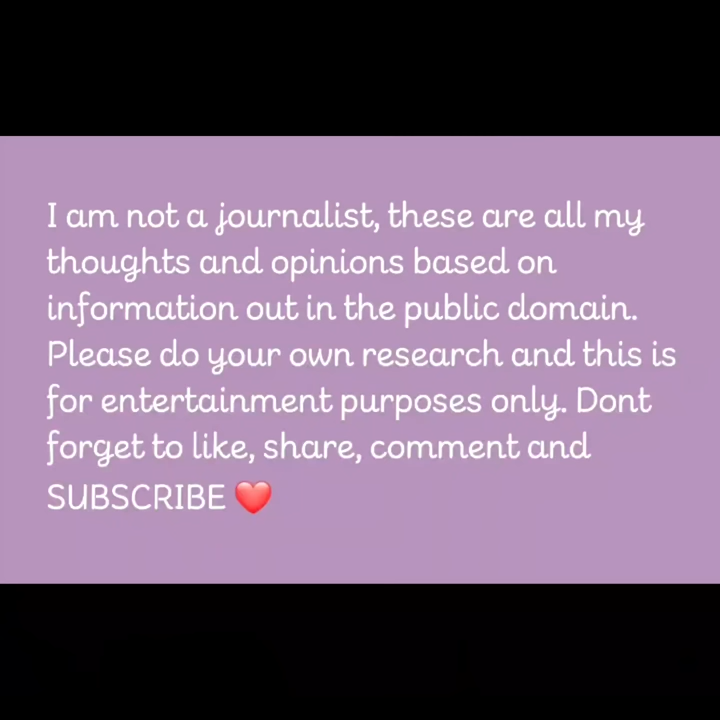 I am not a journalist, these are all my
thoughts and opinions based on
information out in the public domain.
Please do your own research and this is
for entertainment purposes only. Dont
forget to like, share, comment and
SUBSCRIBE ❤️